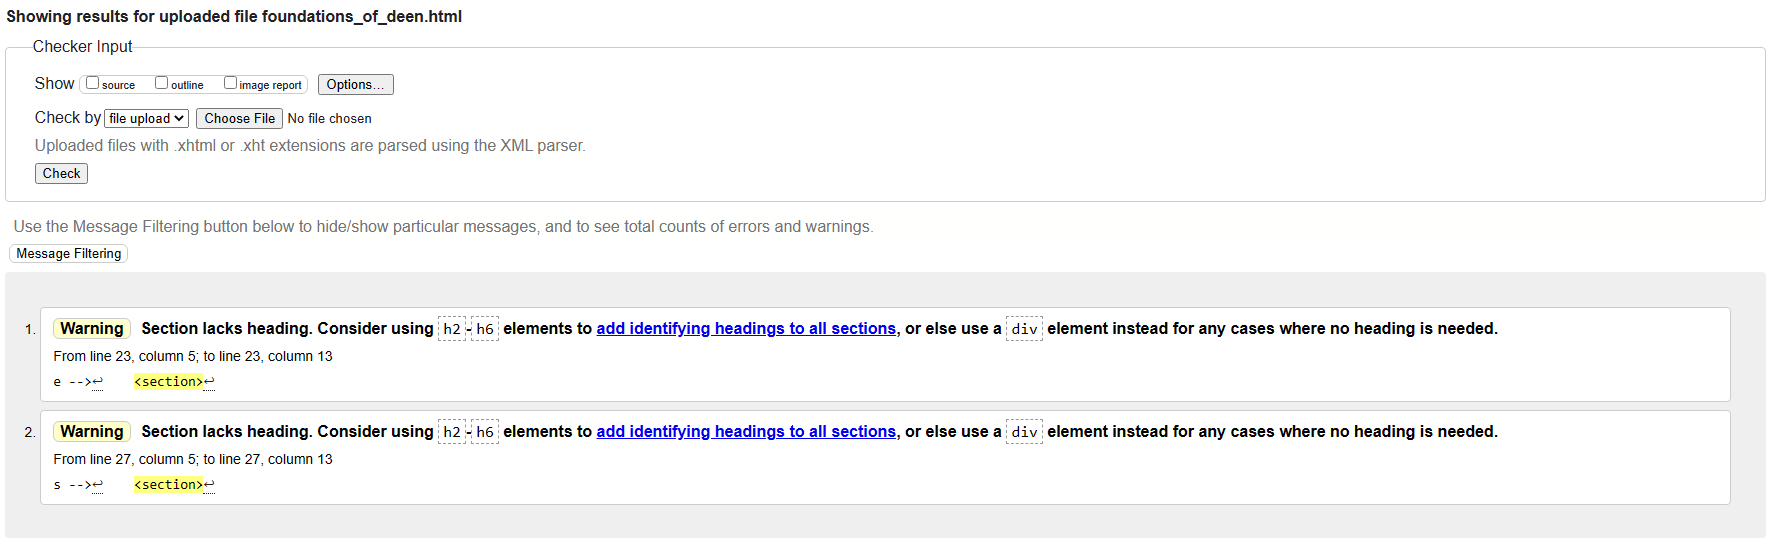 Showing results for uploaded file foundations_of_deen.html
Checker Input
Show source outline image report Options...
Check by file upload Choose File No file chosen
Uploaded files with .xhtml or .xht extensions are parsed using the XML parser.
Check
Use the Message Filtering button below to hide/show particular messages, and to see total counts of errors and warnings.
Message Filtering
1. Warning Section lacks heading. Consider using h2-h6 elements to add identifying headings to all sections, or else use a div element instead for any cases where no heading is needed.
From line 23, column 5; to line 23, column 13
e -->↩ <section>↩
2. Warning Section lacks heading. Consider using h2-h6 elements to add identifying headings to all sections, or else use a div element instead for any cases where no heading is needed.
From line 27, column 5; to line 27, column 13
s -->↩ <section>↩